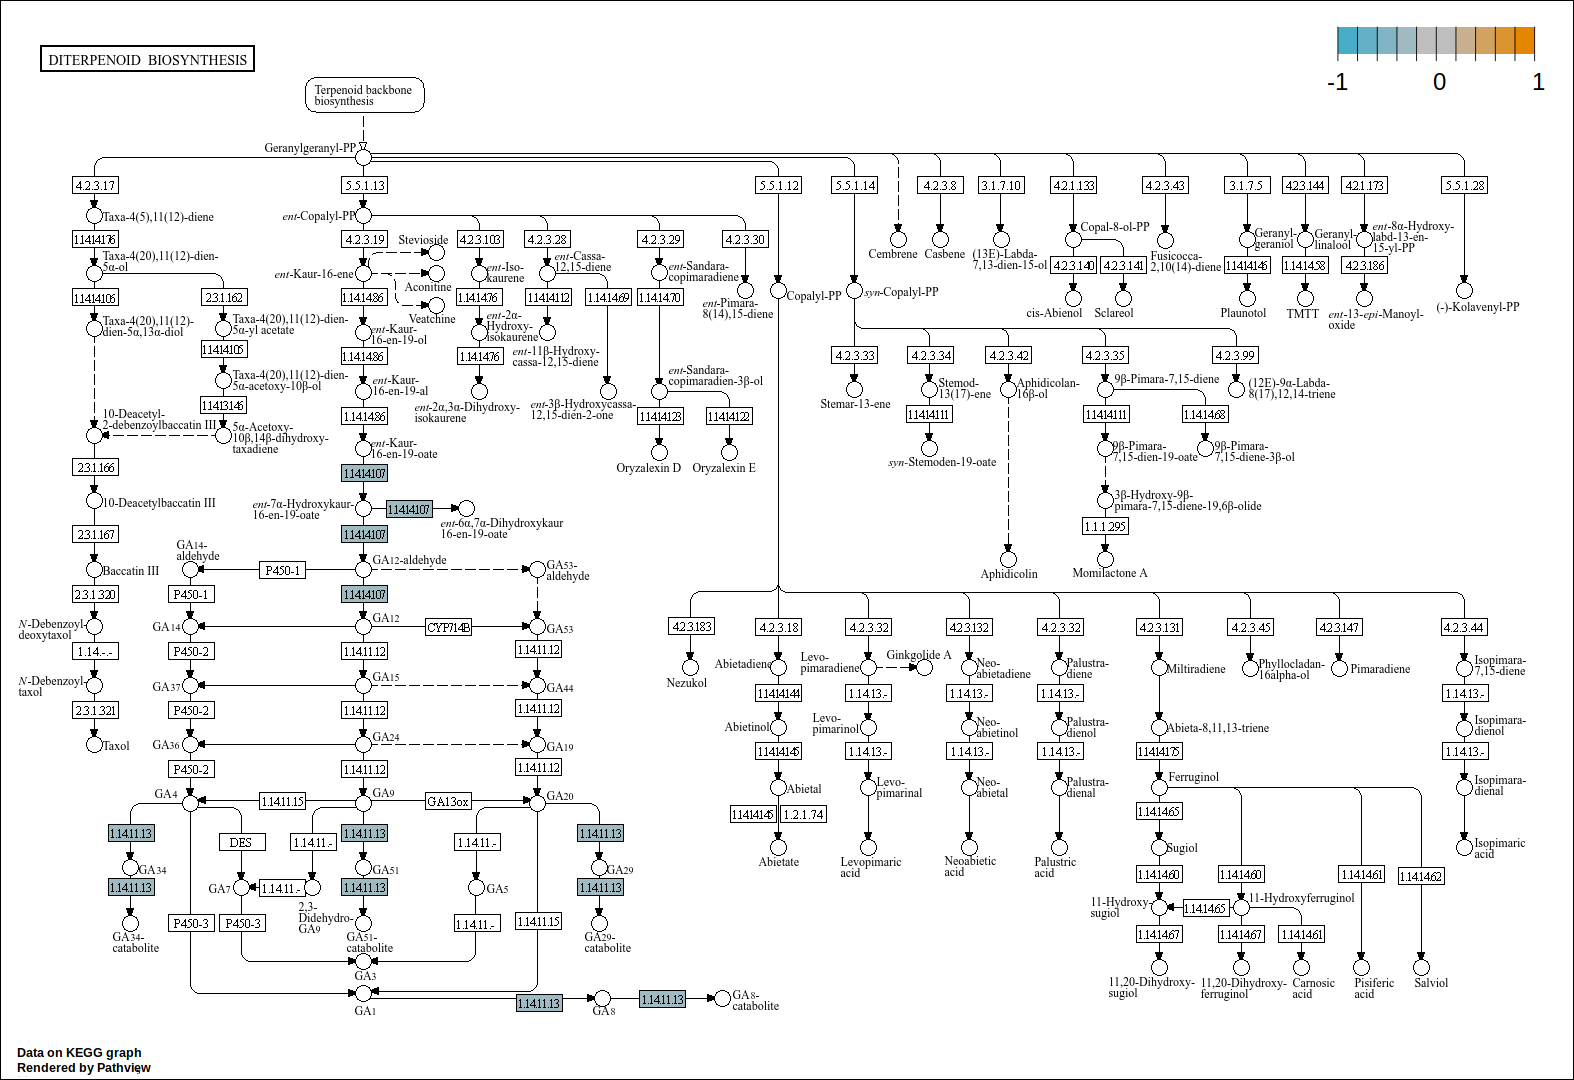 DITERPENOID BIOSYNTHESIS
-1 0 1
Terpenoid backbone
biosynthesis
Geranylgeranyl-PP
4.2.3.17
5.5.1.13
5.5.1.12
5.5.1.14
4.2.3.8
3.1.7.10
4.2.1.133
4.2.3.43
3.1.7.5
4.2.3.144
4.2.1.173
5.5.1.28
Taxa-4(5),11(12)-diene
ent-Copalyl-PP
1.14.14.176
4.2.3.19
Stevioside
4.2.3.103
4.2.3.28
4.2.3.29
4.2.3.30
Cembrene
Casbene
(13E)-Labda-
7,13-dien-15-ol
Copal-8-ol-PP
Fusicocca-
2,10(14)-diene
Geranyl-
geraniol
Geranyl-
linalool
ent-8α-Hydroxy-
labd-13-en-
15-yl-PP
Taxa-4(20),11(12)-dien-
5α-ol
ent-Kaur-16-ene
Aconitine
Veatchine
ent-Iso-
kaurene
ent-Cassa-
12,15-diene
ent-Sandara-
copimaradiene
ent-Pimara-
8(14),15-diene
Copalyl-PP
syn-Copalyl-PP
4.2.3.140
4.2.3.141
1.14.14.146
1.14.14.58
4.2.3.186
cis-Abienol
Sclareol
Plaunotol
TMTT
ent-13-epi-Manoyl-
oxide
(-)-Kolavenyl-PP
1.14.14.106
2.3.1.162
1.14.14.86
1.14.14.76
1.14.14.112
1.14.14.69
1.14.14.70
Taxa-4(20),11(12)-
dien-5α,13α-diol
Taxa-4(20),11(12)-dien-
5α-yl acetate
ent-Kaur-
16-en-19-ol
ent-2α-
Hydroxy-
isokaurene
ent-11β-Hydroxy-
cassa-12,15-diene
1.14.14.105
1.14.14.86
1.14.14.76
4.2.3.33
4.2.3.34
4.2.3.42
4.2.3.35
4.2.3.99
Taxa-4(20),11(12)-dien-
5α-acetoxy-10β-ol
ent-Kaur-
16-en-19-al
ent-2α,3α-Dihydroxy-
isokaurene
ent-3β-Hydroxycassa-
12,15-dien-2-one
ent-Sandara-
copimaradien-3β-ol
Stemar-13-ene
Stemod-
13(17)-ene
Aphidicolan-
16β-ol
9β-Pimara-7,15-diene
(12E)-9α-Labda-
8(17),12,14-triene
1.14.13.146
1.14.14.86
1.14.14.123
1.14.14.122
1.14.14.111
1.14.14.111
1.14.14.68
10-Deacetyl-
2-debenzoylbaccatin III
5α-Acetoxy-
10β,14β-dihydroxy-
taxadiene
ent-Kaur-
16-en-19-oate
Oryzalexin D
Oryzalexin E
syn-Stemoden-19-oate
9β-Pimara-
7,15-dien-19-oate
9β-Pimara-
7,15-diene-3β-ol
2.3.1.166
1.14.14.107
10-Deacetylbaccatin III
ent-7α-Hydroxykaur-
16-en-19-oate
1.14.14.107
ent-6α,7α-Dihydroxykaur
16-en-19-oate
3β-Hydroxy-9β-
pimara-7,15-diene-19,6β-olide
2.3.1.167
1.14.14.107
1.1.1.295
GA14-
aldehyde
Baccatin III
P450-1
GA12-aldehyde
GA53-
aldehyde
Aphidicolin
Momilactone A
2.3.1.320
P450-1
1.14.14.107
N-Debenzoyl-
deoxytaxol
GA14
GA12
CYP714B
GA53
4.2.3.183
4.2.3.18
4.2.3.32
4.2.3.132
4.2.3.32
4.2.3.131
4.2.3.45
4.2.3.147
4.2.3.44
1.14.-.-
P450-2
1.14.11.12
1.14.11.12
Nezukol
Abietadiene
Levo-
pimaradiene
Ginkgolide A
Neo-
abietadiene
Palustra-
diene
Miltiradiene
Phyllocladan-
16alpha-ol
Pimaradiene
Isopimara-
7,15-diene
N-Debenzoyl-
taxol
GA37
GA15
GA44
1.14.14.144
1.14.13.-
1.14.13.-
1.14.13.-
1.14.13.-
2.3.1.321
P450-2
1.14.11.12
1.14.11.12
Abietinol
Levo-
pimarinol
Neo-
abietinol
Palustra-
dienol
Abieta-8,11,13-triene
Isopimara-
dienol
Taxol
GA36
GA24
GA19
1.14.14.145
1.14.13.-
1.14.13.-
1.14.13.-
1.14.14.175
1.14.13.-
P450-2
1.14.11.12
1.14.11.12
Abietal
Levo-
pimarinal
Neo-
abietal
Palustra-
dienal
Ferruginol
Isopimara-
dienal
GA4
1.14.11.15
GA9
GA13ox
GA20
1.14.14.145
1.2.1.74
1.14.14.65
1.14.11.13
DES
1.14.11.-
1.14.11.13
1.14.11.-
1.14.11.13
Abietate
Levopimaric
acid
Neoabietic
acid
Palustric
acid
Sugiol
Isopimaric
acid
GA34
GA51
GA29
1.14.14.60
1.14.14.60
1.14.14.61
1.14.14.62
1.14.11.13
GA7
1.14.11.-
1.14.11.13
GA5
1.14.11.13
2,3-
Didehydro-
GA9
11-Hydroxy-
sugiol
1.14.14.65
11-Hydroxyferruginol
P450-3
P450-3
1.14.11.-
1.14.11.15
1.14.14.67
1.14.14.67
1.14.14.61
GA34-
catabolite
GA51-
catabolite
GA29-
catabolite
GA3
11,20-Dihydroxy-
sugiol
11,20-Dihydroxy-
ferruginol
Carnosic
acid
Pisiferic
acid
Salviol
GA1
1.14.11.13
GA8
1.14.11.13
GA8-
catabolite
Data on KEGG graph
Rendered by Pathview